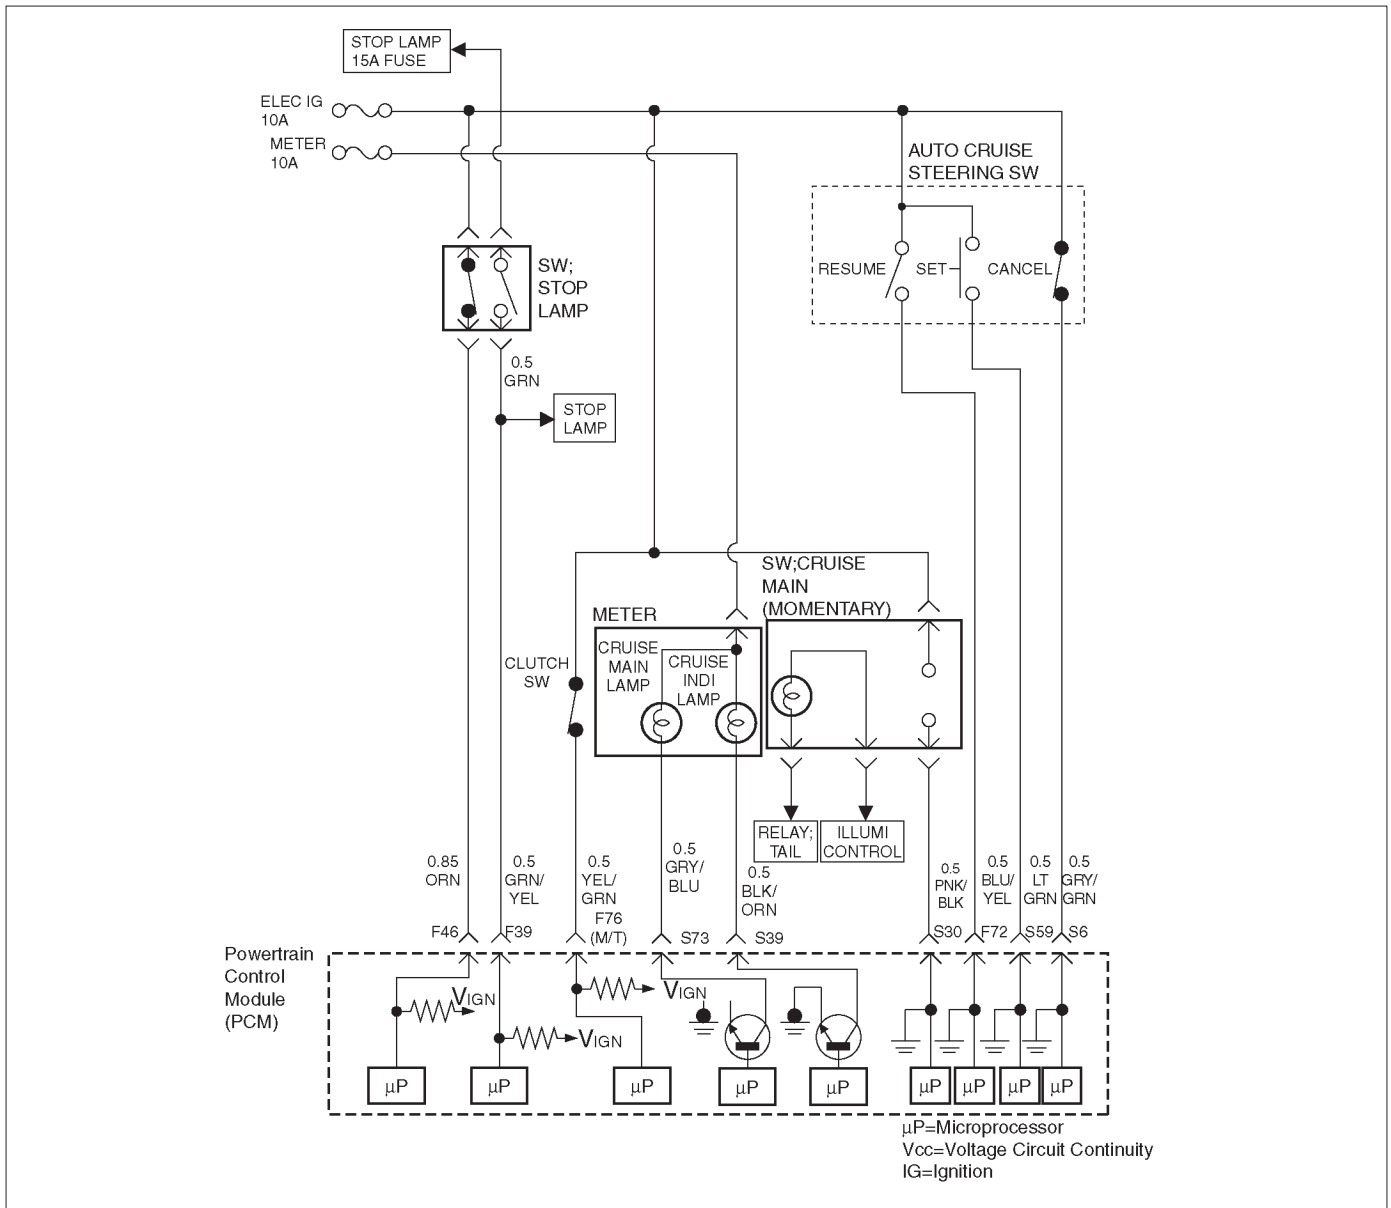 STOP LAMP
15A FUSE
ELEC IG
10A
METER
10A
AUTO CRUISE
STEERING SW
SW;
STOP
LAMP
RESUME
SET
CANCEL
0.5
GRN
STOP
LAMP
SW;CRUISE
MAIN
(MOMENTARY)
METER
CLUTCH
SW
CRUISE
MAIN
LAMP
CRUISE
INDI
LAMP
RELAY;
TAIL
ILLUMI
CONTROL
0.85
ORN
0.5
GRN/
YEL
0.5
YEL/
GRN
0.5
GRY/
BLU
0.5
BLK/
ORN
0.5
PNK/
BLK
0.5
BLU/
YEL
0.5
LT
GRN
0.5
GRY/
GRN
F46
F39
F76
(M/T)
S73
S39
S30
F72
S59
S6
Powertrain
Control
Module
(PCM)
VIGN
VIGN
VIGN
µP
µP
µP
µP
µP
µP
µP
µP
µP
µP=Microprocessor
Vcc=Voltage Circuit Continuity
IG=Ignition